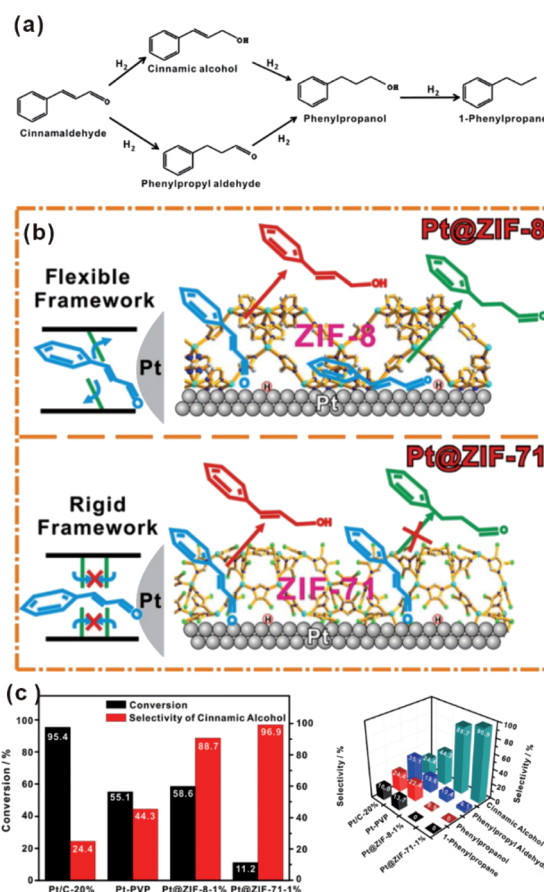 (a)
OH
H₂
Cinnamic alcohol
H₂
O
Cinnamaldehyde
H₂
O
Phenylpropyl aldehyde
H₂
OH
Phenylpropanol
H₂
1-Phenylpropane
(b)
Pt@ZIF-8
Flexible
Framework
Pt
OH
O
ZIF-8
O
O
H
H
Pt
Pt@ZIF-71
Rigid
Framework
O
Pt
OH
O
ZIF-71
O
O
H
H
Pt
(c)
Conversion
Selectivity of Cinnamic Alcohol
Conversion / %
100
80
60
40
20
0
95.4
24.4
55.1
44.3
58.6
88.7
11.2
96.9
100
80
60
40
20
0
Pt/C-20%
Pt-PVP
Pt@ZIF-8-1%
Pt@ZIF-71-1%
Selectivity / %
Selectivity / %
100
80
60
40
20
0
Pt/C-20%
Pt-PVP
Pt@ZIF-8-1%
Pt@ZIF-71-1%
Cinnamic Alcohol
Phenylpropyl Aldehyde
Phenylpropanol
1-Phenylpropane